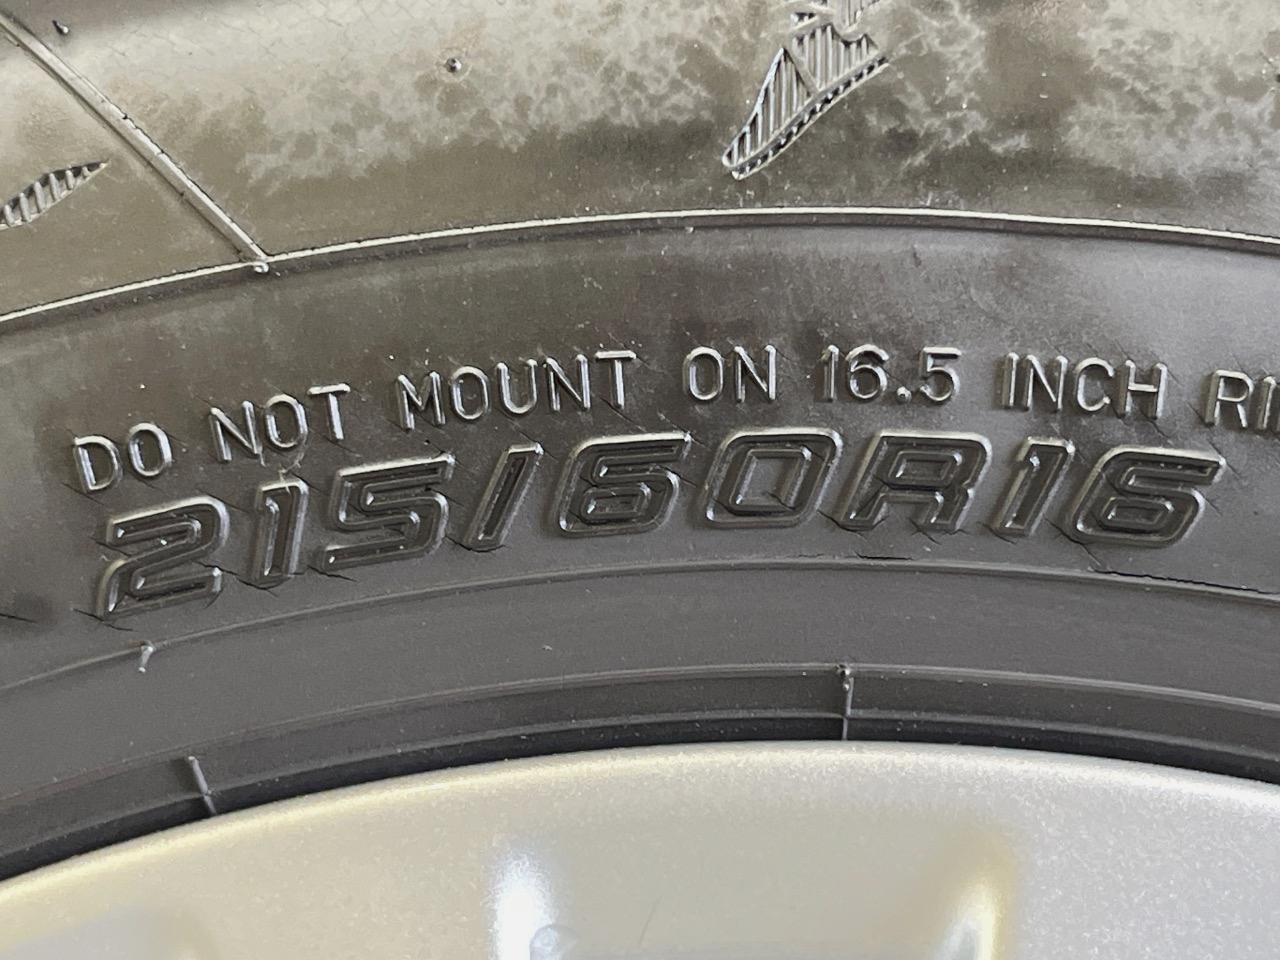 DO NOT MOUNT ON 16.5 INCH
215/60R16